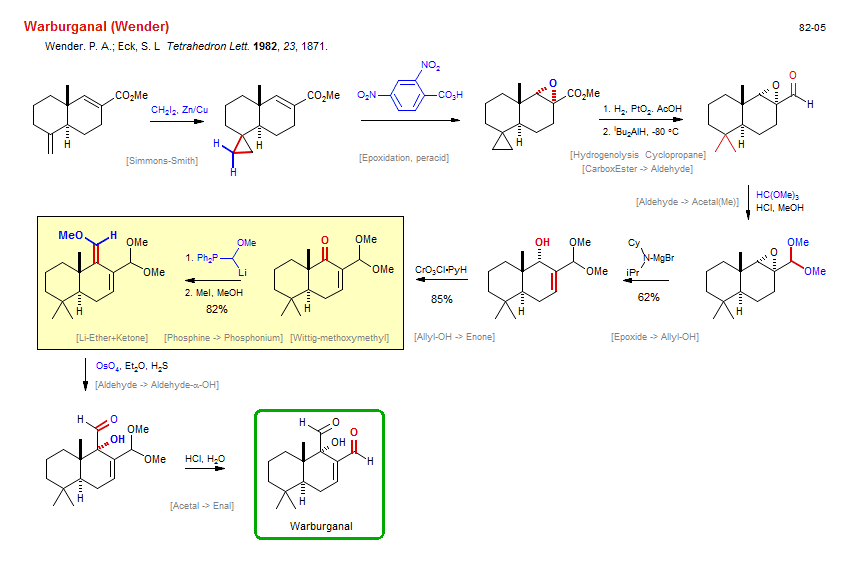 Warburganal (Wender)
82-05
Wender. P. A.; Eck, S. L Tetrahedron Lett. 1982, 23, 1871.
CO₂Me
H
CH₂I₂, Zn/Cu
[Simmons-Smith]
CO₂Me
H
H
H
NO₂
O₂N
CO₃H
[Epoxidation, peracid]
O
CO₂Me
H
1. H₂, PtO₂, AcOH
2. ⁱBu₂AlH, -80 ºC
[Hydrogenolysis Cyclopropane]
[CarboxEster -> Aldehyde]
O
O
H
H
[Aldehyde -> Acetal(Me)]
HC(OMe)₃
HCl, MeOH
MeO
H
OMe
OMe
H
1. Ph₂P
OMe
Li
2. MeI, MeOH
82%
O
OMe
OMe
H
[Li-Ether+Ketone]
[Phosphine -> Phosphonium]
[Wittig-methoxymethyl]
CrO₃Cl•PyH
85%
[Allyl-OH -> Enone]
OH
OMe
OMe
H
Cy
N-MgBr
iPr
62%
[Epoxide -> Allyl-OH]
O
OMe
OMe
H
OsO₄, Et₂O, H₂S
[Aldehyde -> Aldehyde-α-OH]
H
O
OH
OMe
OMe
H
HCl, H₂O
[Acetal -> Enal]
H
O
OH
O
H
H
Warburganal